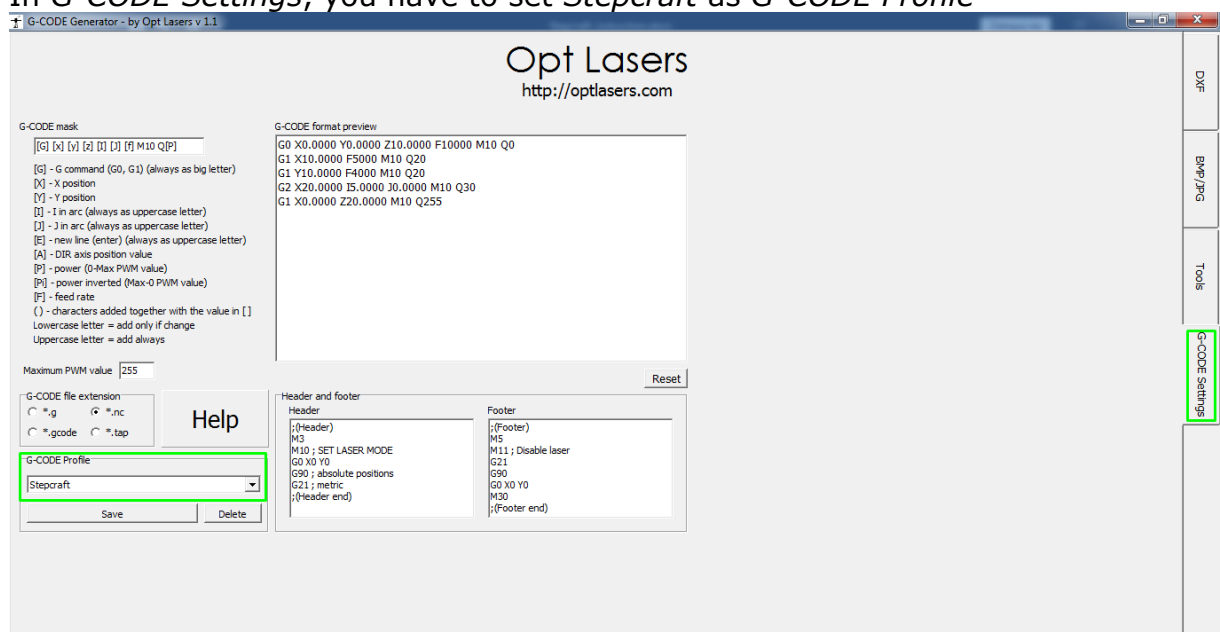 In G-CODE Settings, you have to set Stepcraft as G-CODE Profile
G-CODE Generator - by Opt Lasers v 1.1
Opt Lasers
http://optlasers.com
G-CODE mask
[G] [x] [y] [z] [I] [J] [f] M10 Q[P]
[G] - G command (G0, G1) (always as big letter)
[X] - X position
[Y] - Y position
[I] - I in arc (always as uppercase letter)
[J] - J in arc (always as uppercase letter)
[E] - new line (enter) (always as uppercase letter)
[A] - DIR axis position value
[P] - power (0-Max PWM value)
[Pi] - power inverted (Max-0 PWM value)
[F] - feed rate
( ) - characters added together with the value in [ ]
Lowercase letter = add only if change
Uppercase letter = add always
Maximum PWM value 255
G-CODE format preview
G0 X0.0000 Y0.0000 Z10.0000 F10000 M10 Q0
G1 X10.0000 F5000 M10 Q20
G1 Y10.0000 F4000 M10 Q20
G2 X20.0000 I5.0000 J0.0000 M10 Q30
G1 X0.0000 Z20.0000 M10 Q255
Reset
G-CODE file extension
*.g *.nc
*.gcode *.tap
Help
G-CODE Profile
Stepcraft
Save Delete
Header and footer
Header
;(Header)
M3
M10 ; SET LASER MODE
G0 X0 Y0
G90 ; absolute positions
G21 ; metric
;(Header end)
Footer
;(Footer)
M5
M11 ; Disable laser
G21
G90
G0 X0 Y0
M30
;(Footer end)
DXF
BMP/JPG
Tools
G-CODE Settings